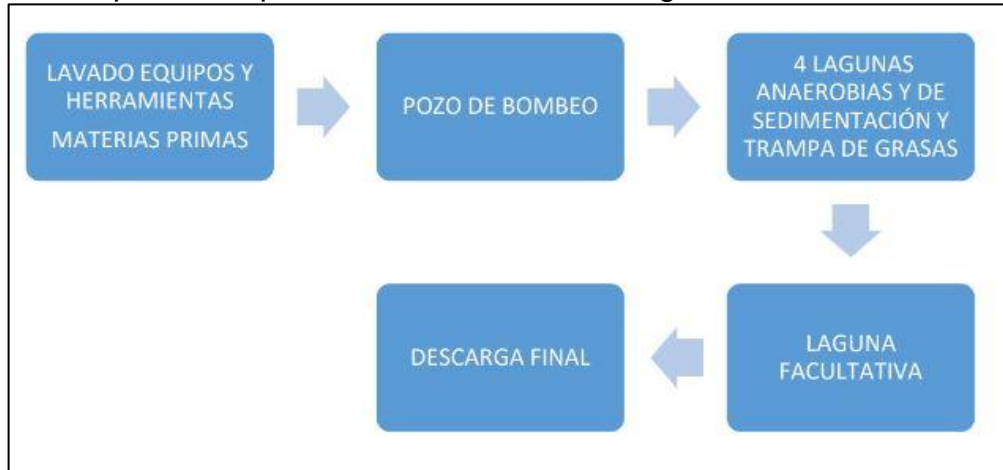 LAVADO EQUIPOS Y
HERRAMIENTAS
MATERIAS PRIMAS
POZO DE BOMBEO
4 LAGUNAS
ANAEROBIAS Y DE
SEDIMENTACIÓN Y
TRAMPA DE GRASAS
LAGUNA
FACULTATIVA
DESCARGA FINAL